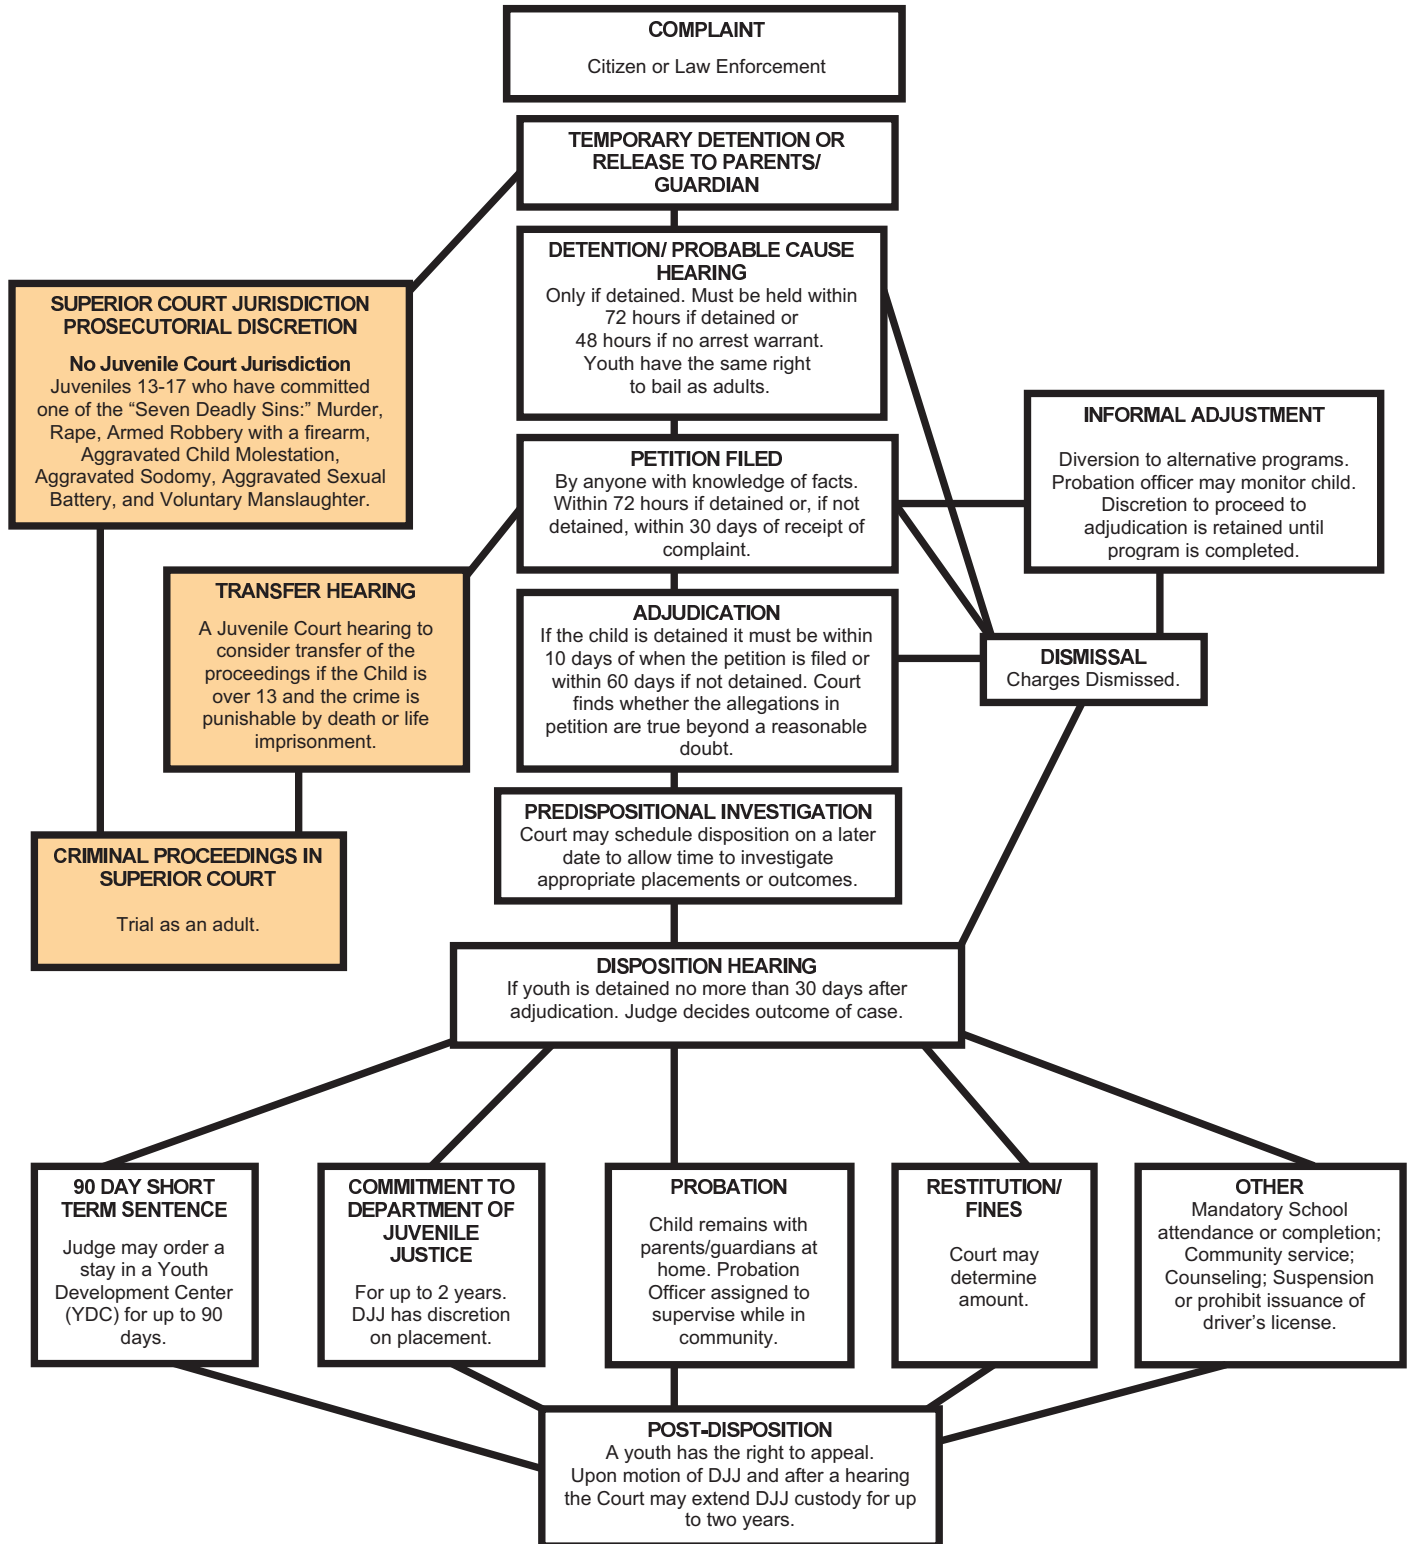 COMPLAINT
Citizen or Law Enforcement
TEMPORARY DETENTION OR
RELEASE TO PARENTS/
GUARDIAN
DETENTION/ PROBABLE CAUSE
HEARING
Only if detained. Must be held within
72 hours if detained or
48 hours if no arrest warrant.
Youth have the same right
to bail as adults.
SUPERIOR COURT JURISDICTION
PROSECUTORIAL DISCRETION
No Juvenile Court Jurisdiction
Juveniles 13-17 who have committed
one of the “Seven Deadly Sins:” Murder,
Rape, Armed Robbery with a firearm,
Aggravated Child Molestation,
Aggravated Sodomy, Aggravated Sexual
Battery, and Voluntary Manslaughter.
INFORMAL ADJUSTMENT
Diversion to alternative programs.
Probation officer may monitor child.
Discretion to proceed to
adjudication is retained until
program is completed.
PETITION FILED
By anyone with knowledge of facts.
Within 72 hours if detained or, if not
detained, within 30 days of receipt of
complaint.
TRANSFER HEARING
A Juvenile Court hearing to
consider transfer of the
proceedings if the Child is
over 13 and the crime is
punishable by death or life
imprisonment.
ADJUDICATION
If the child is detained it must be within
10 days of when the petition is filed or
within 60 days if not detained. Court
finds whether the allegations in
petition are true beyond a reasonable
doubt.
DISMISSAL
Charges Dismissed.
PREDISPOSITIONAL INVESTIGATION
Court may schedule disposition on a later
date to allow time to investigate
appropriate placements or outcomes.
CRIMINAL PROCEEDINGS IN
SUPERIOR COURT
Trial as an adult.
DISPOSITION HEARING
If youth is detained no more than 30 days after
adjudication. Judge decides outcome of case.
90 DAY SHORT
TERM SENTENCE
Judge may order a
stay in a Youth
Development Center
(YDC) for up to 90
days.
COMMITMENT TO
DEPARTMENT OF
JUVENILE
JUSTICE
For up to 2 years.
DJJ has discretion
on placement.
PROBATION
Child remains with
parents/guardians at
home. Probation
Officer assigned to
supervise while in
community.
RESTITUTION/
FINES
Court may
determine
amount.
OTHER
Mandatory School
attendance or completion;
Community service;
Counseling; Suspension
or prohibit issuance of
driver’s license.
POST-DISPOSITION
A youth has the right to appeal.
Upon motion of DJJ and after a hearing
the Court may extend DJJ custody for up
to two years.